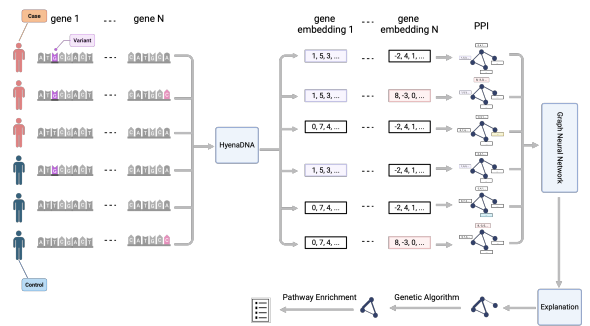 Case
gene 1
gene N
Variant
gene
embedding 1
gene
embedding N
PPI
1, 5, 3, ...
-2, 4, 1, ...
1, 5, 3, ...
8, -3, 0, ...
0, 7, 4, ...
-2, 4, 1, ...
HyenaDNA
Graph Neural Network
1, 5, 3, ...
-2, 4, 1, ...
0, 7, 4, ...
-2, 4, 1, ...
0, 7, 4, ...
8, -3, 0, ...
Control
Pathway Enrichment
Genetic Algorithm
Explanation